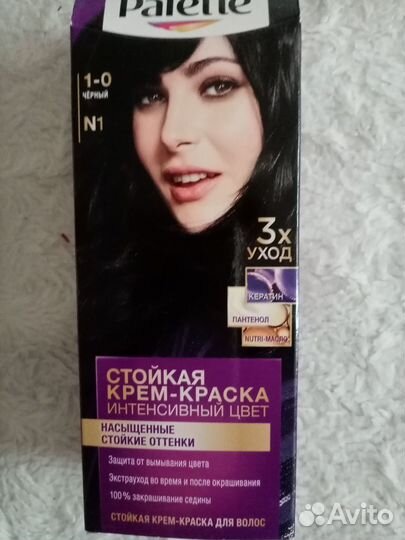 Palette
1-0
ЧЁРНЫЙ
N1
3x
УХОД
КЕРАТИН
ПАНТЕНОЛ
NUTRI-МАСЛО
СТОЙКАЯ
КРЕМ-КРАСКА
ИНТЕНСИВНЫЙ ЦВЕТ
НАСЫЩЕННЫЕ
СТОЙКИЕ ОТТЕНКИ
Защита от вымывания цвета
Экстрауход во время и после окрашивания
100% закрашивание седины
СТОЙКАЯ КРЕМ-КРАСКА ДЛЯ ВОЛОС
Avito